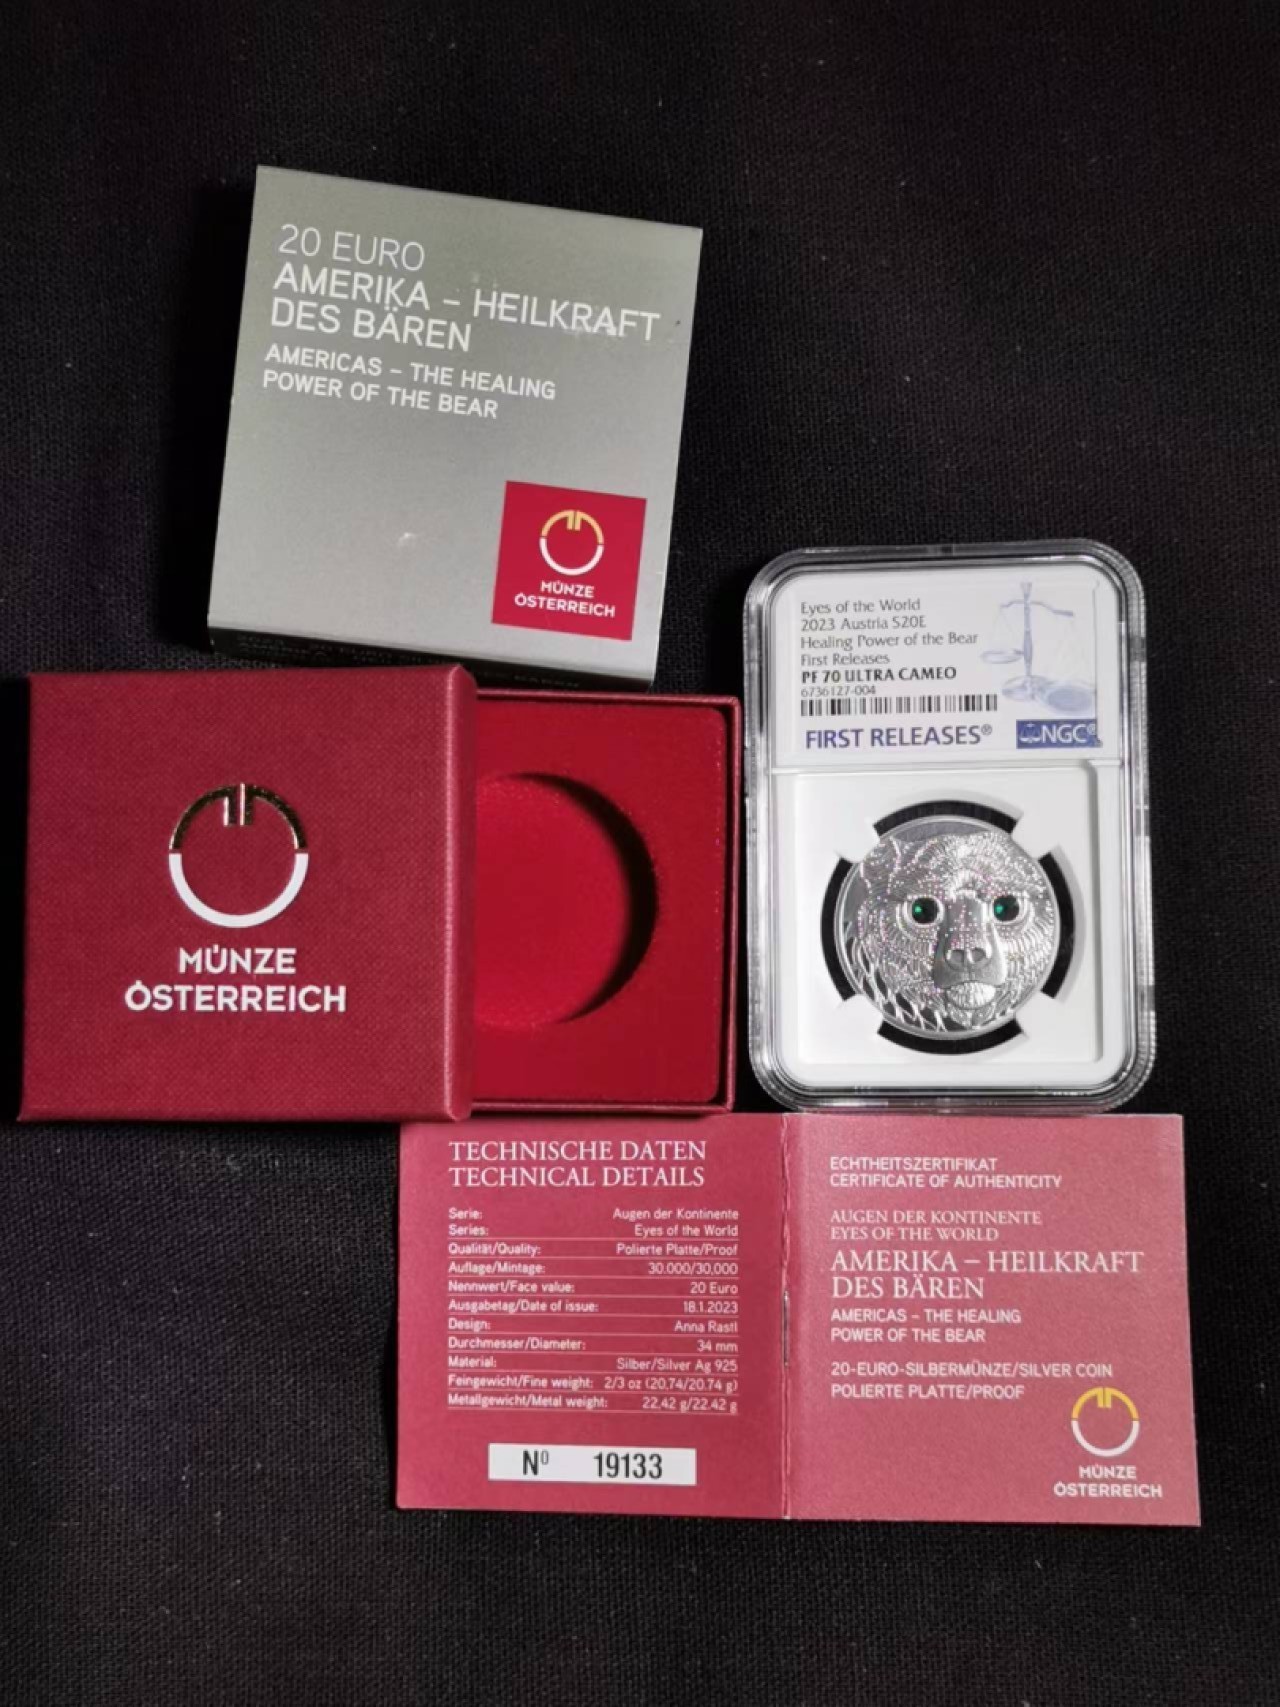 20 EURO
AMERIKA – HEILKRAFT
DES BÄREN
AMERICAS – THE HEALING
POWER OF THE BEAR
MÜNZE
ÖSTERREICH
MÜNZE
ÖSTERREICH
Eyes of the World
2023 Austria S20E
Healing Power of the Bear
First Releases
PF 70 ULTRA CAMEO
6736127-004
FIRST RELEASES® NGC®
TECHNISCHE DATEN
TECHNICAL DETAILS
Serie: Augen der Kontinente
Series: Eyes of the World
Qualität/Quality: Polierte Platte/Proof
Auflage/Mintage: 30.000/30,000
Nennwert/Face value: 20 Euro
Ausgabetag/Date of issue: 18.1.2023
Design: Anna Rastl
Durchmesser/Diameter: 34 mm
Material: Silber/Silver Ag 925
Feingewicht/Fine weight: 2/3 oz (20,74/20.74 g)
Metallgewicht/Metal weight: 22,42 g/22.42 g
Nº 19133
ECHTHEITSZERTIFIKAT
CERTIFICATE OF AUTHENTICITY
AUGEN DER KONTINENTE
EYES OF THE WORLD
AMERIKA – HEILKRAFT
DES BÄREN
AMERICAS – THE HEALING
POWER OF THE BEAR
20-EURO-SILBERMÜNZE/SILVER COIN
POLIERTE PLATTE/PROOF
MÜNZE
ÖSTERREICH